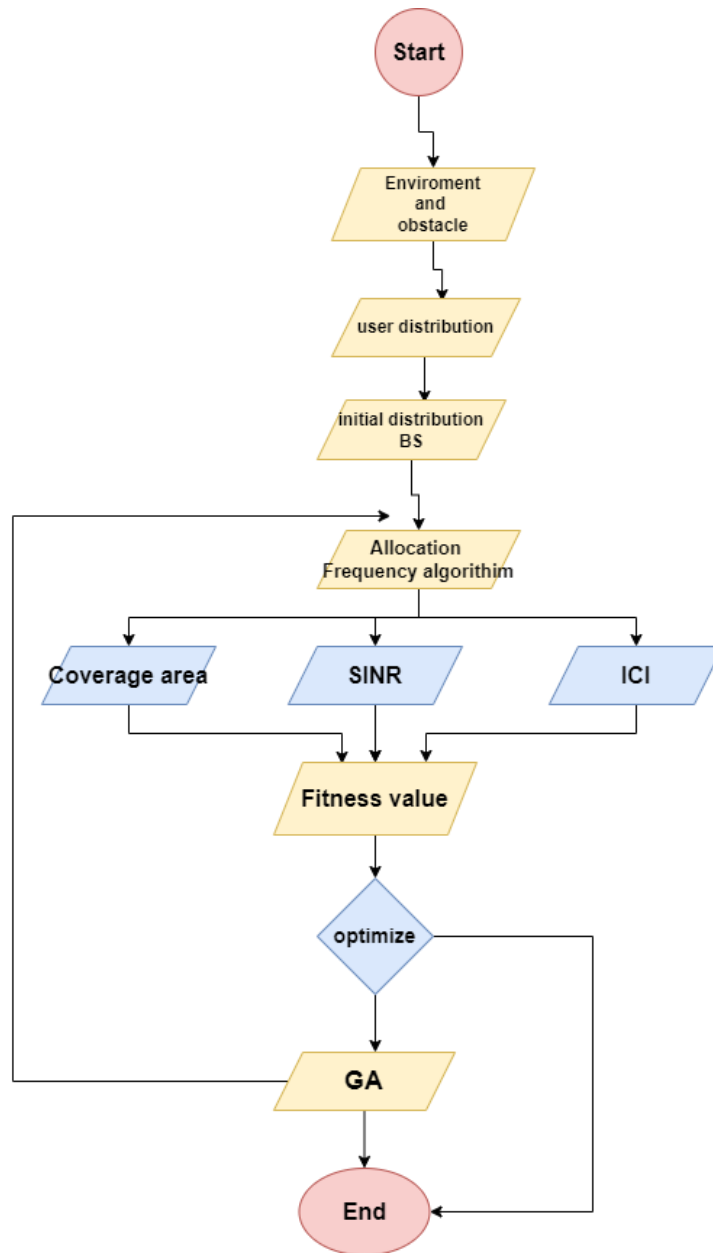 Start
Enviroment
and
obstacle
user distribution
initial distribution
BS
Allocation
Frequency algorithim
Coverage area
SINR
ICI
Fitness value
optimize
GA
End